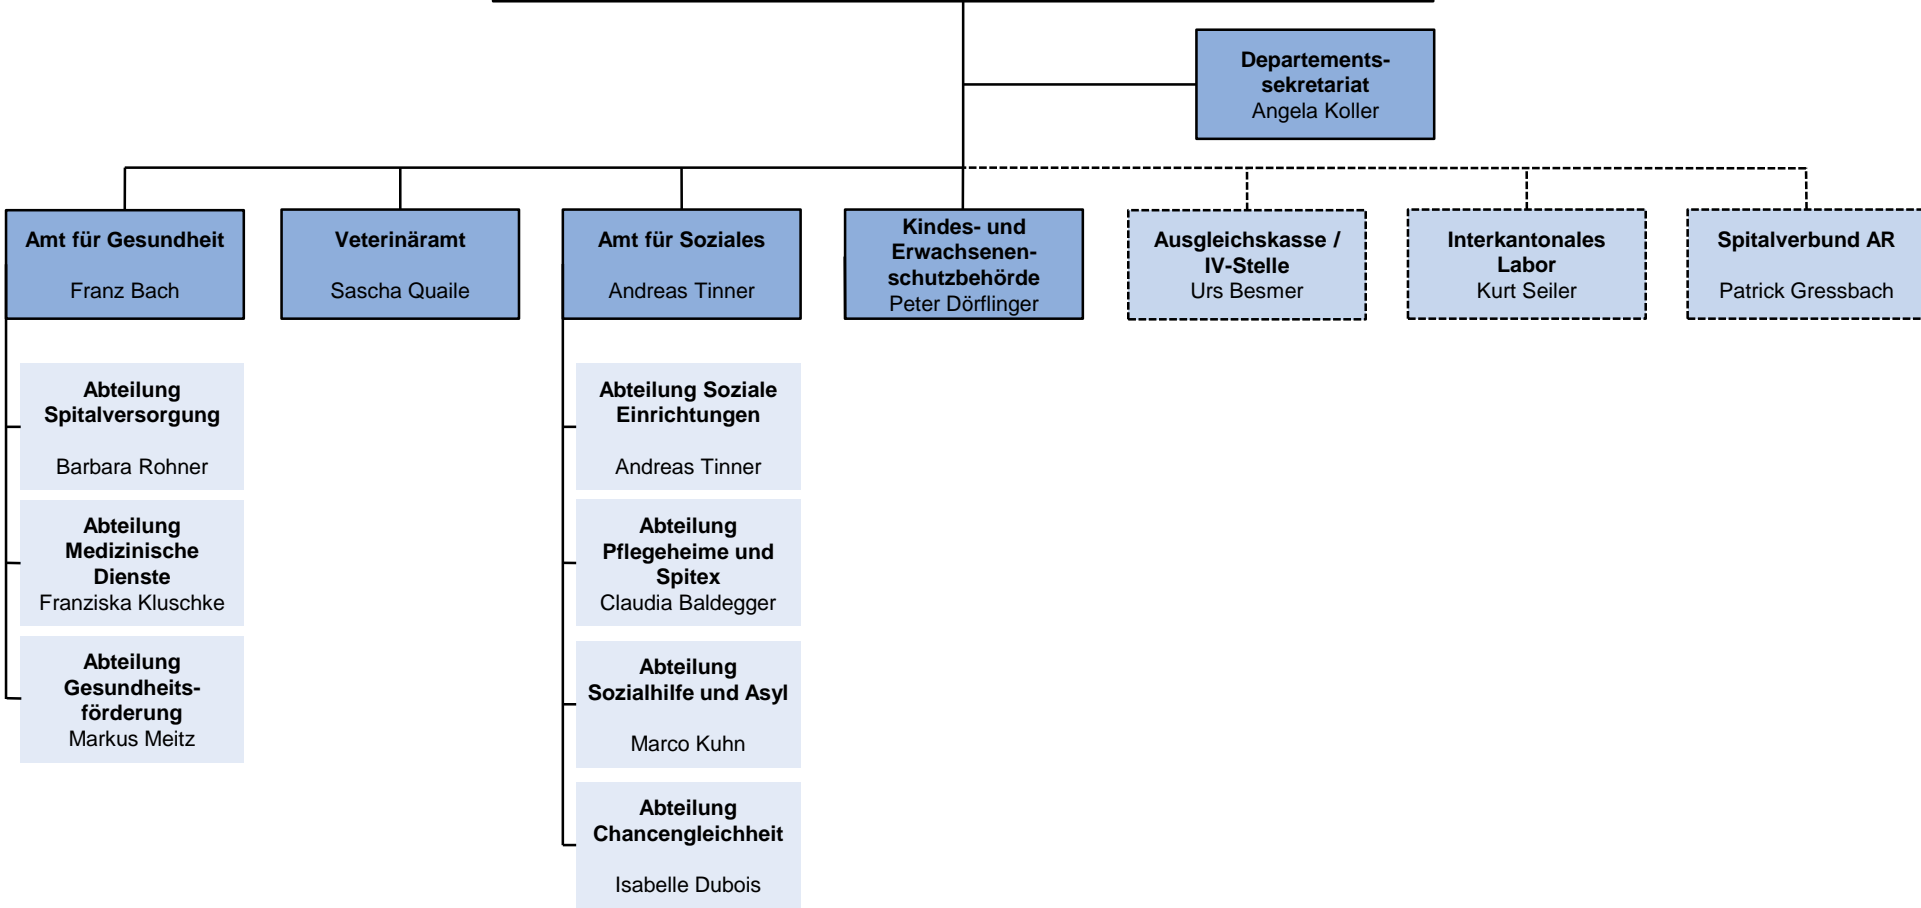 Departements-
sekretariat
Angela Koller
Amt für Gesundheit
Franz Bach
Veterinäramt
Sascha Quaile
Amt für Soziales
Andreas Tinner
Kindes- und
Erwachsenen-
schutzbehörde
Peter Dörflinger
Ausgleichskasse /
IV-Stelle
Urs Besmer
Interkantonales
Labor
Kurt Seiler
Spitalverbund AR
Patrick Gressbach
Abteilung
Spitalversorgung
Barbara Rohner
Abteilung
Medizinische
Dienste
Franziska Kluschke
Abteilung
Gesundheits-
förderung
Markus Meitz
Abteilung Soziale
Einrichtungen
Andreas Tinner
Abteilung
Pflegeheime und
Spitex
Claudia Baldegger
Abteilung
Sozialhilfe und Asyl
Marco Kuhn
Abteilung
Chancengleichheit
Isabelle Dubois